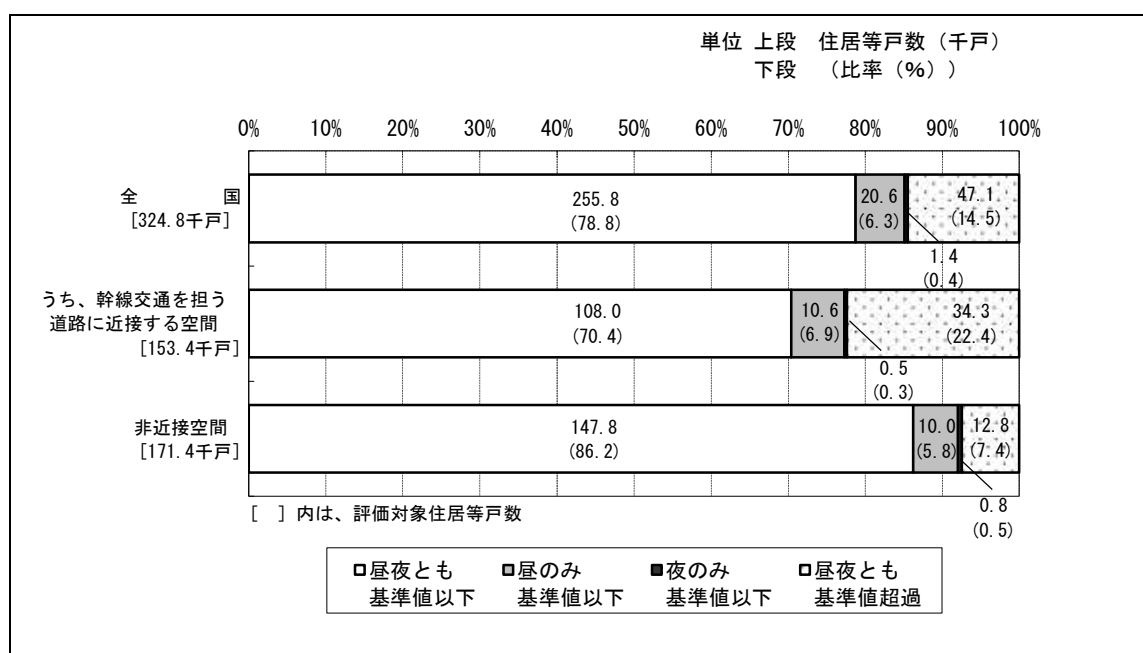 単位 上段 住居等戸数（千戸）
下段 （比率（%））
0% 10% 20% 30% 40% 50% 60% 70% 80% 90% 100%
全 国
[324.8千戸]
255.8
(78.8)
20.6
(6.3)
47.1
(14.5)
1.4
(0.4)
うち、幹線交通を担う
道路に近接する空間
[153.4千戸]
108.0
(70.4)
10.6
(6.9)
34.3
(22.4)
0.5
(0.3)
非近接空間
[171.4千戸]
147.8
(86.2)
10.0
(5.8)
12.8
(7.4)
0.8
(0.5)
[ ］内は、評価対象住居等戸数
昼夜とも
基準値以下
昼のみ
基準値以下
夜のみ
基準値以下
昼夜とも
基準値超過